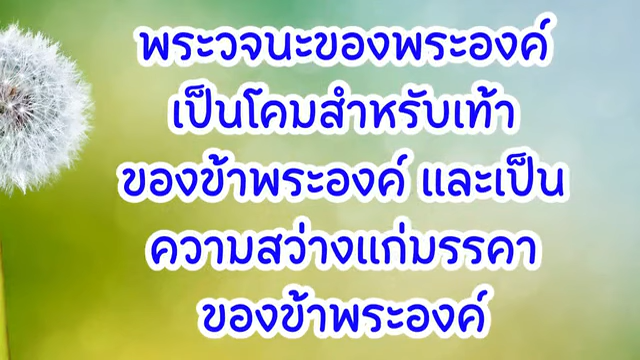 พระวจนะของพระองค์
เป็นโคมสำหรับเท้า
ของข้าพระองค์ และเป็น
ความสว่างแก่มรรคา
ของข้าพระองค์